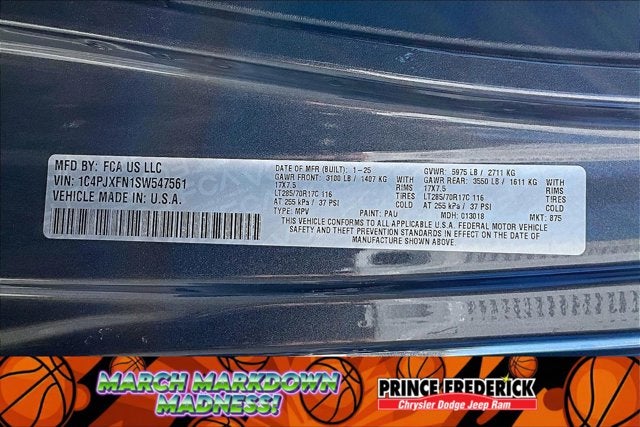 MFD BY: FCA US LLC
VIN: 1C4PJXFN1SW547561
VEHICLE MADE IN: U.S.A.
DATE OF MFR (BUILT): 1-25
GAWR FRONT: 3100 LB / 1407 KG WITH
17X7.5 RIMS
LT285/70R17C 116 TIRES
AT 255 kPa / 37 PSI COLD
GVWR: 5975 LB / 2711 KG
GAWR REAR: 3550 LB / 1611 KG WITH
17X7.5 RIMS
LT285/70R17C 116 TIRES
AT 255 kPa / 37 PSI COLD
TYPE: MPV PAINT: PAU MDH: 013018 MKT: 875
THIS VEHICLE CONFORMS TO ALL APPLICABLE U.S.A. FEDERAL MOTOR VEHICLE
SAFETY AND THEFT PREVENTION STANDARDS IN EFFECT ON THE DATE OF
MANUFACTURE SHOWN ABOVE.
MARCH MARKDOWN
MADNESS!
PRINCE FREDERICK
Chrysler Dodge Jeep Ram